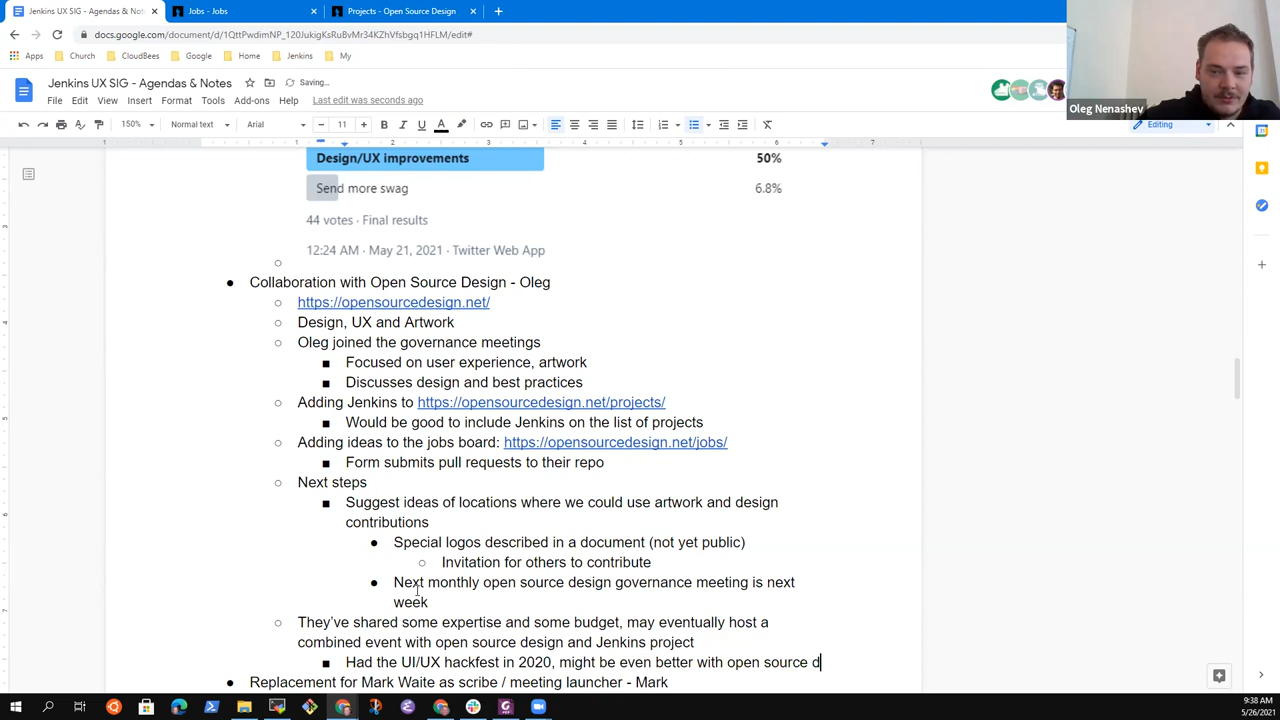 Jenkins UX SIG - Agendas & Not
Jobs - Jobs
Projects - Open Source Design
docs.google.com/document/d/1QttPwdimNP_120JukigKsRuBvMr34KZhVfsbgq1HFLM/edit#
Apps
Church
CloudBees
Google
Home
Jenkins
My
Oleg Nenashev
Jenkins UX SIG - Agendas & Notes
Saving...
File Edit View Insert Format Tools Add-ons Help Last edit was seconds ago
150% Normal text Arial 11 Editing
1 1 2 3 4 5 6 7
Design/UX improvements 50%
Send more swag 6.8%
44 votes · Final results
12:24 AM · May 21, 2021 · Twitter Web App
Collaboration with Open Source Design - Oleg
https://opensourcedesign.net/
Design, UX and Artwork
Oleg joined the governance meetings
Focused on user experience, artwork
Discusses design and best practices
Adding Jenkins to https://opensourcedesign.net/projects/
Would be good to include Jenkins on the list of projects
Adding ideas to the jobs board: https://opensourcedesign.net/jobs/
Form submits pull requests to their repo
Next steps
Suggest ideas of locations where we could use artwork and design
contributions
Special logos described in a document (not yet public)
Invitation for others to contribute
Next monthly open source design governance meeting is next
week
They've shared some expertise and some budget, may eventually host a
combined event with open source design and Jenkins project
Had the UI/UX hackfest in 2020, might be even better with open source d
Replacement for Mark Waite as scribe / meeting launcher - Mark
9:38 AM
5/26/2021